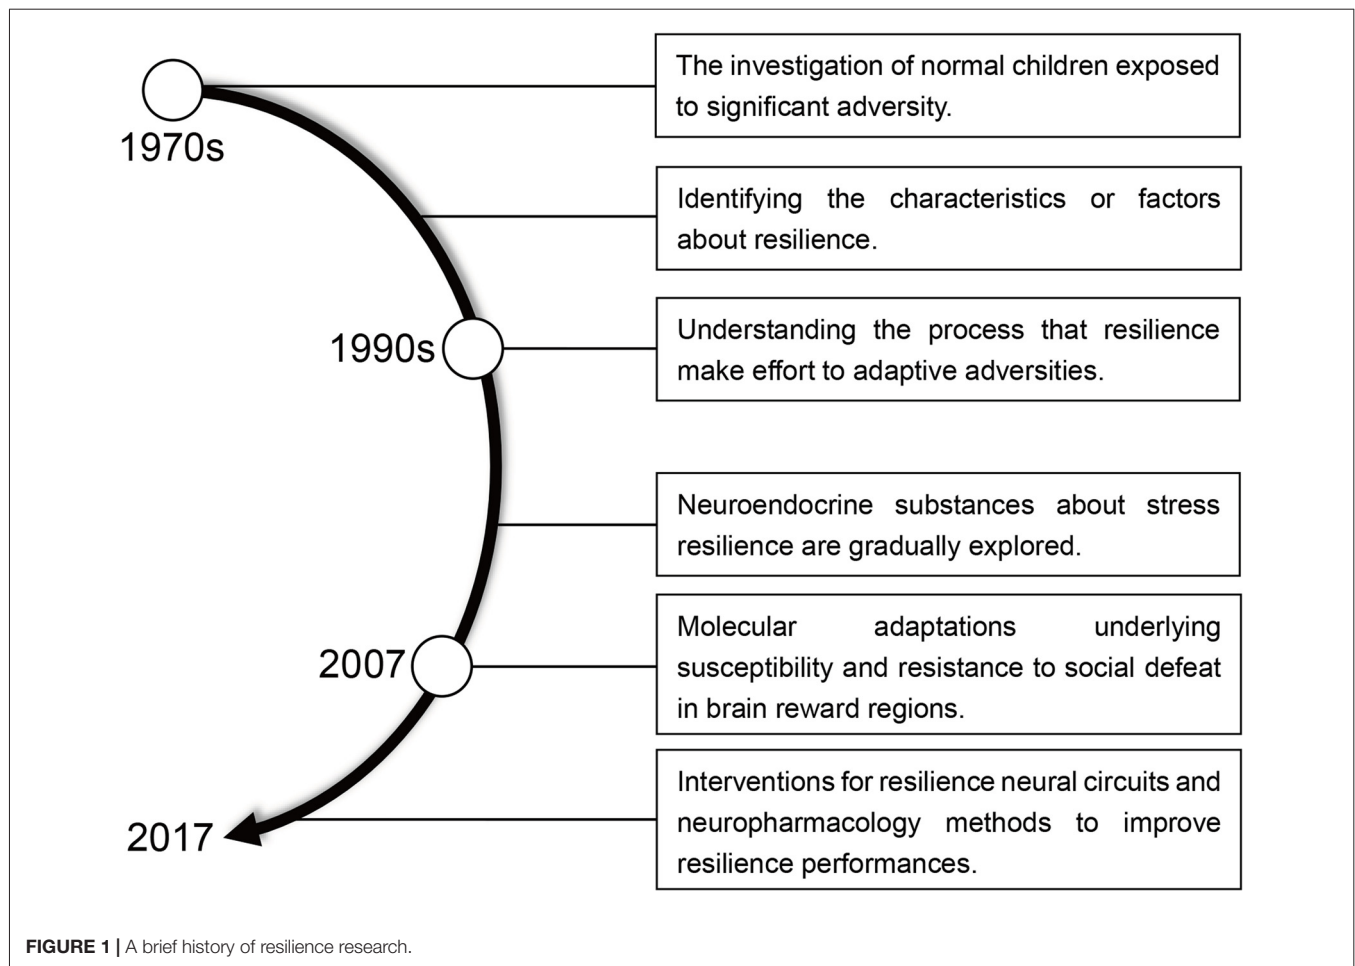 The investigation of normal children exposed
to significant adversity.
1970s
Identifying the characteristics or factors
about resilience.
1990s
Understanding the process that resilience
make effort to adaptive adversities.
Neuroendocrine substances about stress
resilience are gradually explored.
2007
Molecular adaptations underlying
susceptibility and resistance to social defeat
in brain reward regions.
2017
Interventions for resilience neural circuits and
neuropharmacology methods to improve
resilience performances.
FIGURE 1 | A brief history of resilience research.